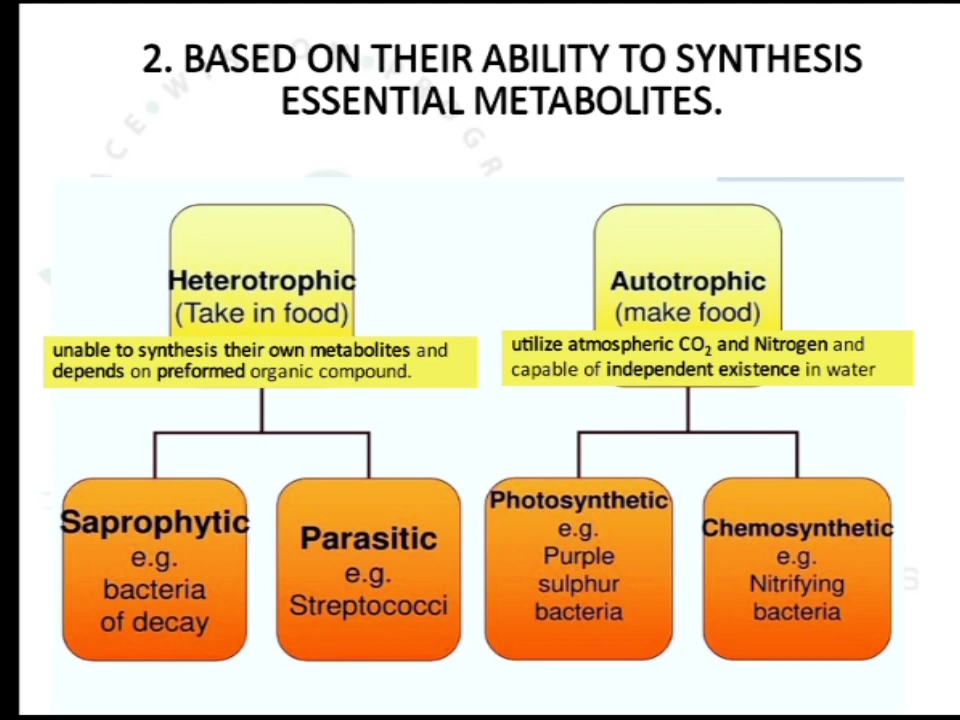 2. BASED ON THEIR ABILITY TO SYNTHESIS
ESSENTIAL METABOLITES.
Heterotrophic
(Take in food)
unable to synthesis their own metabolites and
depends on preformed organic compound.
Autotrophic
(make food)
utilize atmospheric CO₂ and Nitrogen and
capable of independent existence in water
Saprophytic
e.g.
bacteria
of decay
Parasitic
e.g.
Streptococci
Photosynthetic
e.g.
Purple
sulphur
bacteria
Chemosynthetic
e.g.
Nitrifying
bacteria